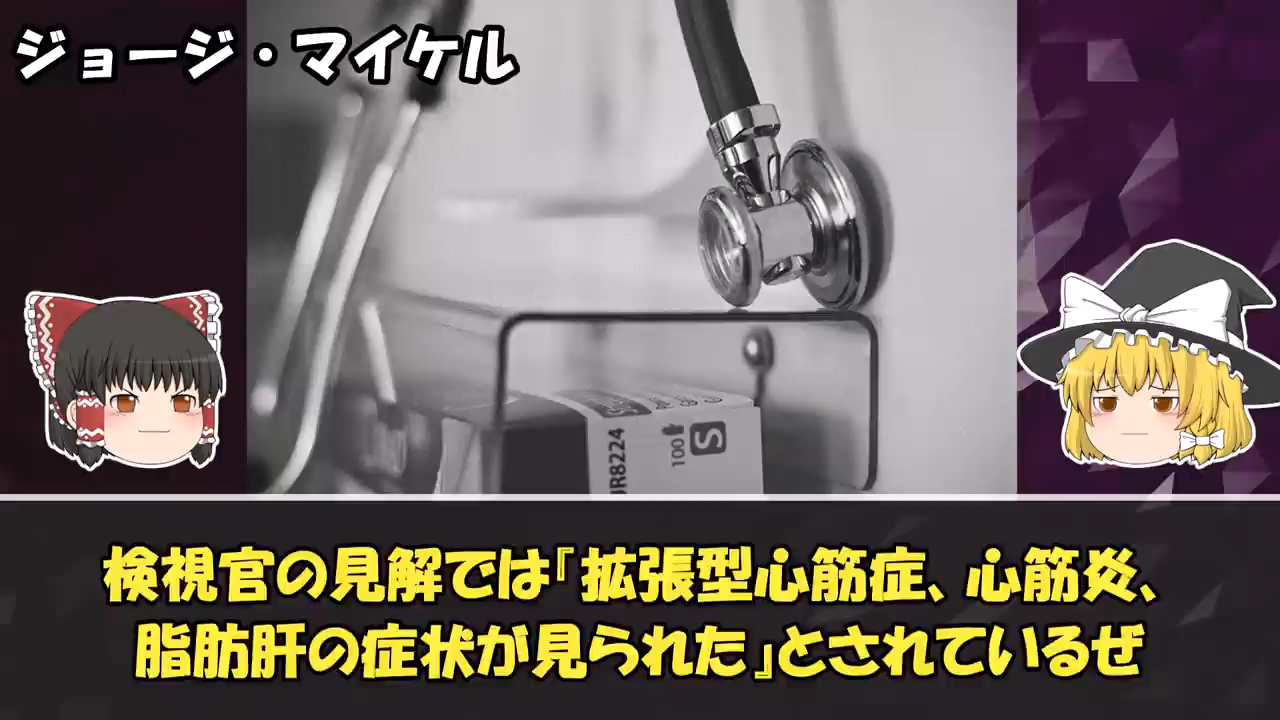 ジョージ・マイケル
JR8224
100
S
検視官の見解では『拡張型心筋症、心筋炎、
脂肪肝の症状が見られた』とされているぜ